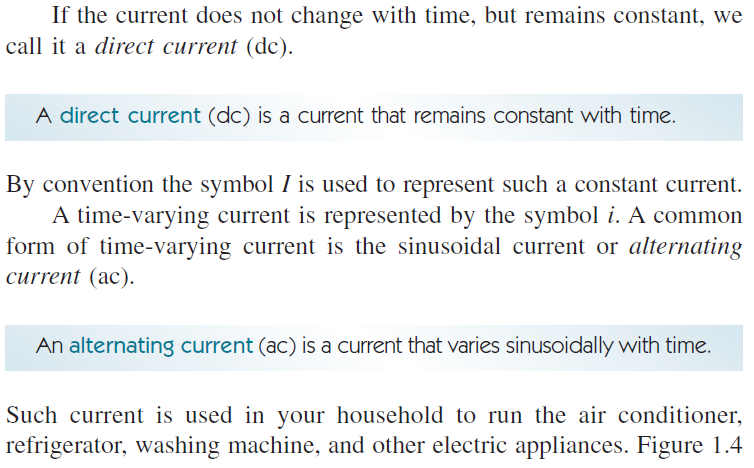 If the current does not change with time, but remains constant, we
call it a direct current (dc).
A direct current (dc) is a current that remains constant with time.
By convention the symbol I is used to represent such a constant current.
A time-varying current is represented by the symbol i. A common
form of time-varying current is the sinusoidal current or alternating
current (ac).
An alternating current (ac) is a current that varies sinusoidally with time.
Such current is used in your household to run the air conditioner,
refrigerator, washing machine, and other electric appliances. Figure 1.4